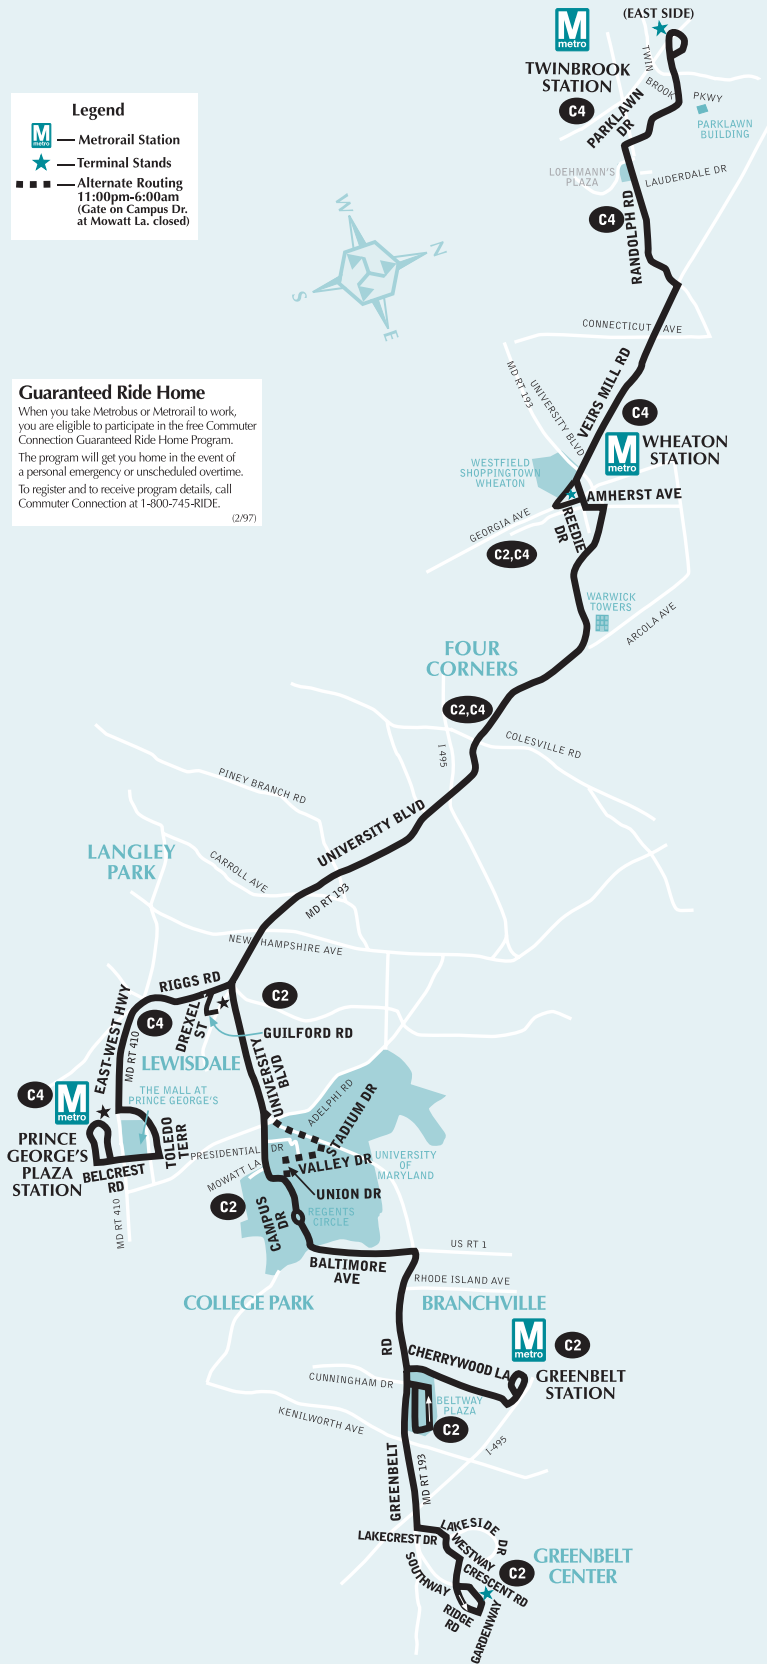 (EAST SIDE)
M
metro
TWINBROOK
STATION
C4
TWIN
BROOK
PKWY
PARKLAWN
DR
PARKLAWN
BUILDING
Legend
M
metro
Metrorail Station
Terminal Stands
Alternate Routing
11:00pm-6:00am
(Gate on Campus Dr.
at Mowatt La. closed)
LOEHMANN'S
PLAZA
LAUDERDALE DR
C4
RANDOLPH RD
W
N
S
E
CONNECTICUT AVE
MD RT 193
UNIVERSITY BLVD
VEIRS MILL RD
Guaranteed Ride Home
When you take Metrobus or Metrorail to work,
you are eligible to participate in the free Commuter
Connection Guaranteed Ride Home Program.
The program will get you home in the event of
a personal emergency or unscheduled overtime.
To register and to receive program details, call
Commuter Connection at 1-800-745-RIDE.
(2/97)
C4
M
metro
WHEATON
STATION
WESTFIELD
SHOPPINGTOWN
WHEATON
AMHERST AVE
REEDIE
DR
GEORGIA AVE
C2,C4
WARWICK
TOWERS
ARCOLA AVE
FOUR
CORNERS
C2,C4
I 495
COLESVILLE RD
PINEY BRANCH RD
UNIVERSITY BLVD
LANGLEY
PARK
CARROLL AVE
MD RT 193
NEW HAMPSHIRE AVE
RIGGS RD
C2
EAST-WEST HWY
C4
DREXEL
ST
GUILFORD RD
MD RT 410
LEWISDALE
UNIVERSITY
BLVD
C4
M
metro
THE MALL AT
PRINCE GEORGE'S
ADELPHI RD
STADIUM DR
PRINCE
GEORGE'S
PLAZA
STATION
TOLEDO
TERR
BELCREST
RD
PRESIDENTIAL DR
MOWATT LA
VALLEY DR
UNIVERSITY
OF
MARYLAND
UNION DR
MD RT 410
C2
CAMPUS
DR
REGENTS
CIRCLE
US RT 1
BALTIMORE
AVE
RHODE ISLAND AVE
COLLEGE PARK
BRANCHVILLE
M
metro
C2
RD
CHERRYWOOD LA
GREENBELT
STATION
CUNNINGHAM DR
BELTWAY
PLAZA
C2
KENILWORTH AVE
I-495
GREENBELT
MD RT 193
LAKESIDE
DR
LAKECREST DR
WESTWAY
GREENBELT
CENTER
C2
SOUTHWAY
CRESCENT RD
RIDGE
RD
GARDENWAY